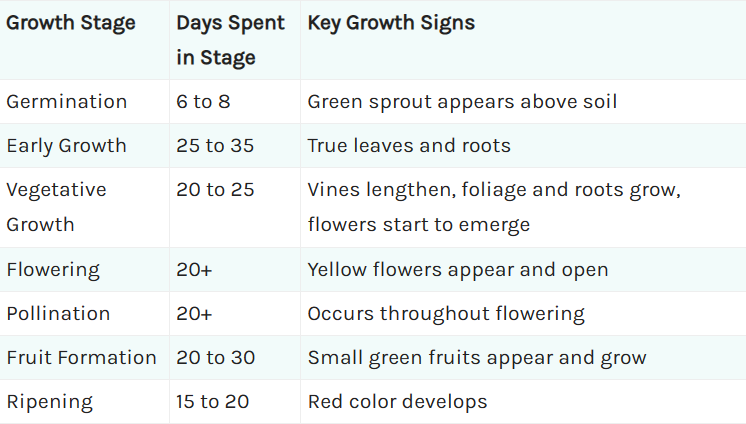 Growth Stage Days Spent Key Growth Signs
in Stage
Germination 6 to 8 Green sprout appears above soil
Early Growth 25 to 35 True leaves and roots
Vegetative 20 to 25 Vines lengthen, foliage and roots grow,
Growth flowers start to emerge
Flowering 20+ Yellow flowers appear and open
Pollination 20+ Occurs throughout flowering
Fruit Formation 20 to 30 Small green fruits appear and grow
Ripening 15 to 20 Red color develops